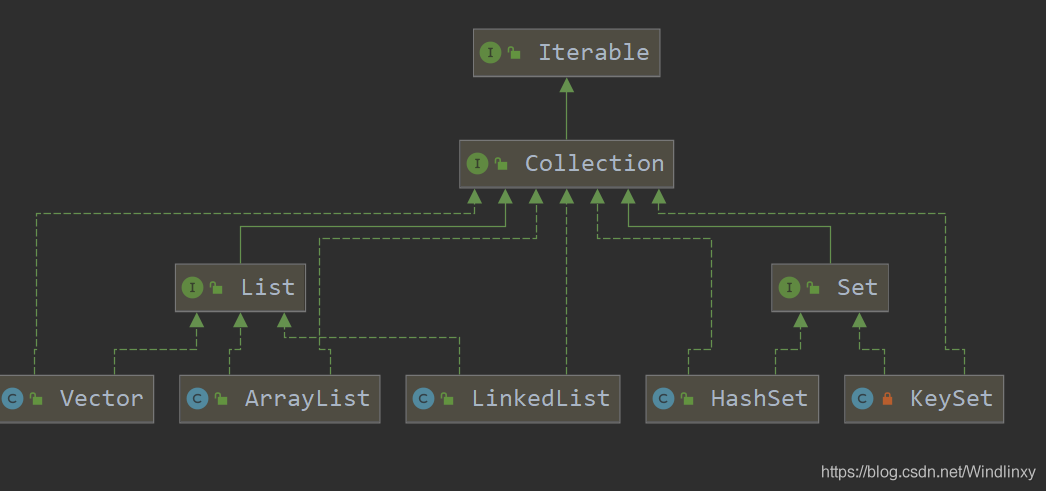 I Iterable
I Collection
I List
I Set
C Vector
C ArrayList
C LinkedList
C HashSet
C KeySet
https://blog.csdn.net/Windlinxy